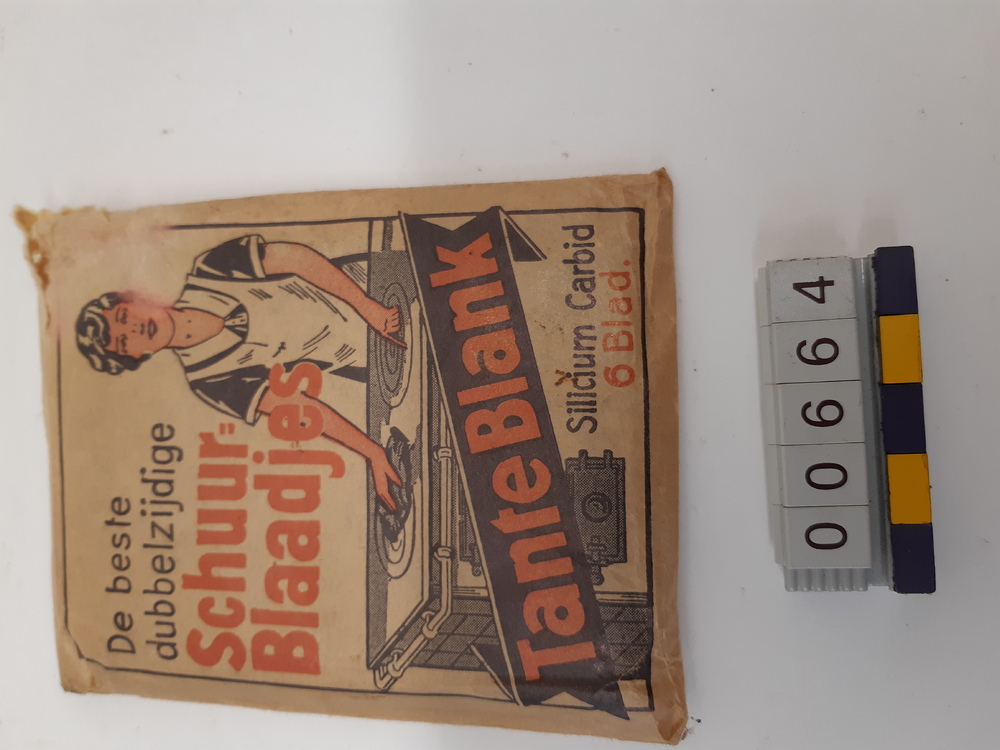 De beste
dubbelzijdige
Schuur=
Blaadjes
Tante Blank
Silicium Carbid
6 Blad.
00664